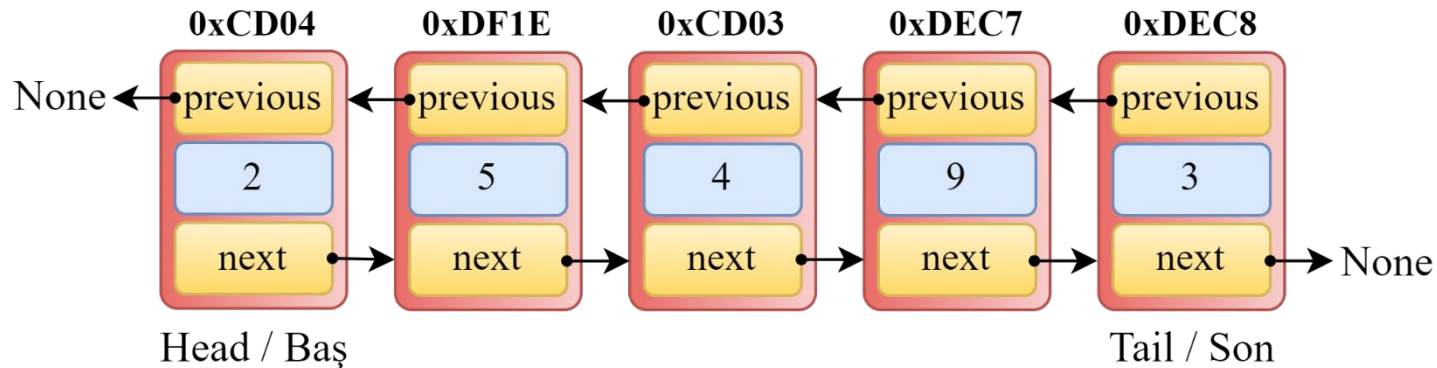 0xCD04 0xDF1E 0xCD03 0xDEC7 0xDEC8
None previous previous previous previous previous
2 5 4 9 3
next next next next next None
Head / Baş Tail / Son